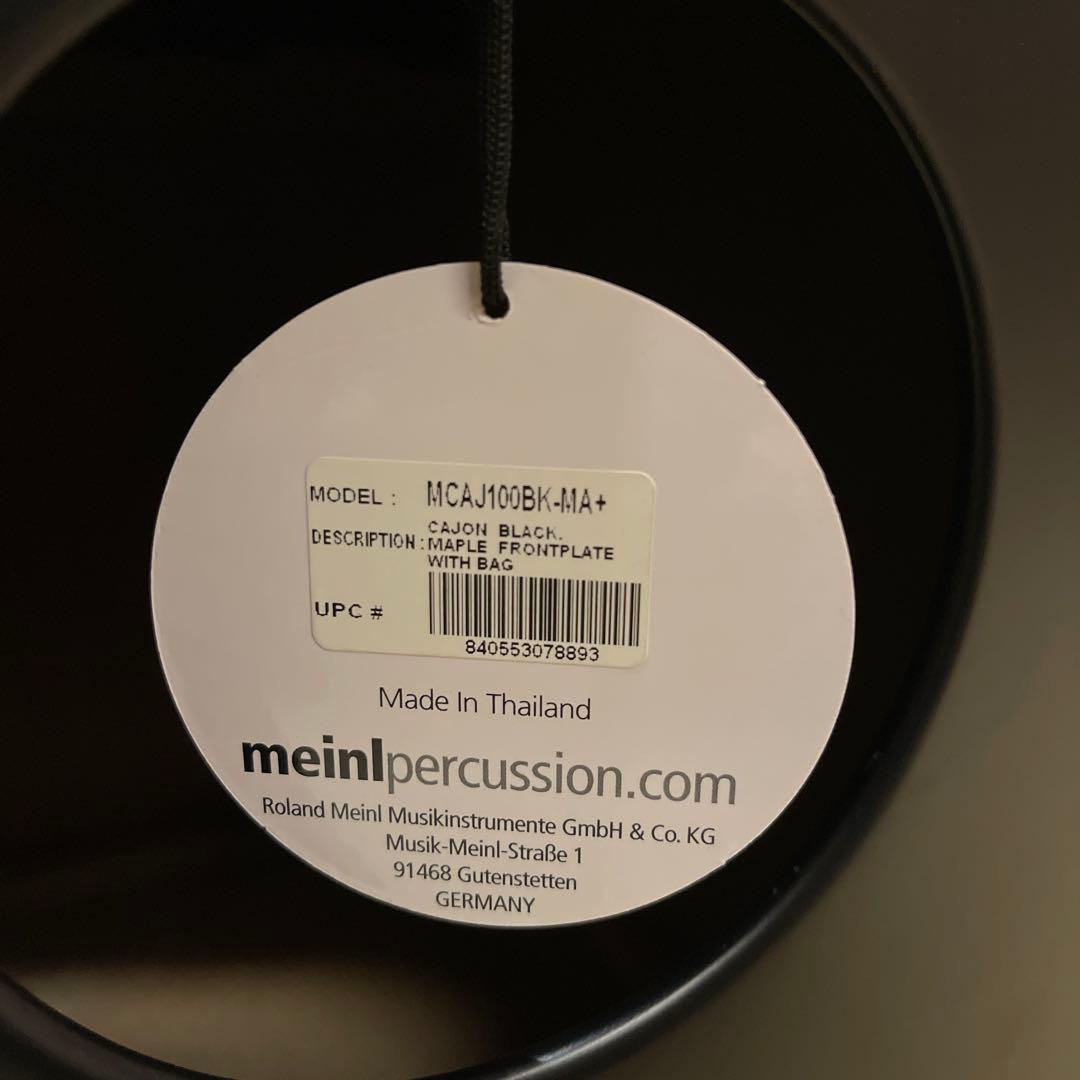 MODEL : MCAJ100BK-MA+
DESCRIPTION : CAJON BLACK,
MAPLE FRONTPLATE
WITH BAG
UPC #
840553078893
Made In Thailand
meinlpercussion.com
Roland Meinl Musikinstrumente GmbH & Co. KG
Musik-Meinl-Straße 1
91468 Gutenstetten
GERMANY